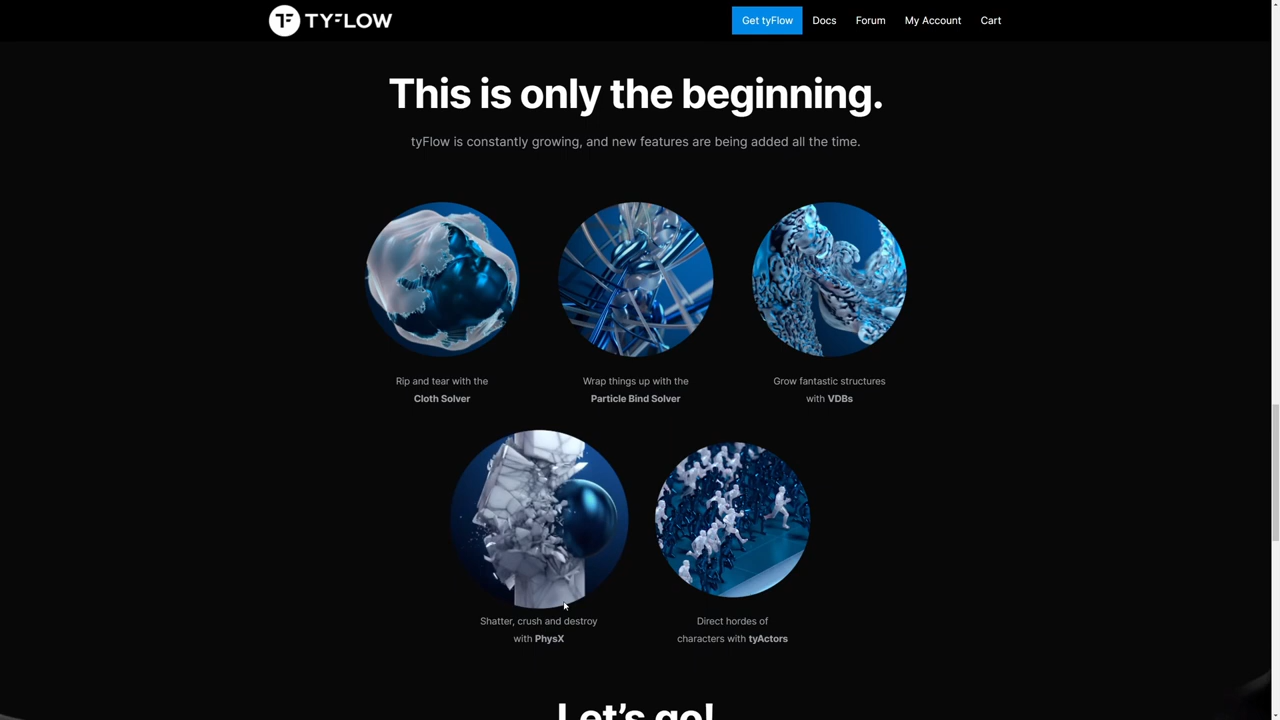 TYFLOW
Get tyFlow
Docs
Forum
My Account
Cart
This is only the beginning.
tyFlow is constantly growing, and new features are being added all the time.
Rip and tear with the
Cloth Solver
Wrap things up with the
Particle Bind Solver
Grow fantastic structures
with VDBs
Shatter, crush and destroy
with PhysX
Direct hordes of
characters with tyActors
Let's go!